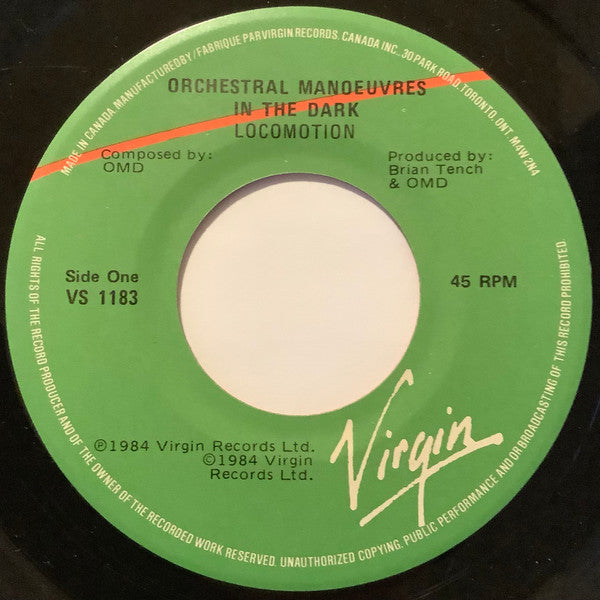 MADE IN CANADA. MANUFACTURED BY / FABRIQUE PAR VIRGIN RECORDS. CANADA INC., 30 PARK ROAD, TORONTO, ONT. M4W 2N4
ORCHESTRAL MANOEUVRES
IN THE DARK
LOCOMOTION
Composed by:
OMD
Produced by:
Brian Tench
& OMD
Side One
VS 1183
45 RPM
℗1984 Virgin Records Ltd.
©1984 Virgin
Records Ltd.
Virgin
ALL RIGHTS OF THE RECORD PRODUCER AND OF THE OWNER OF THE RECORDED WORK RESERVED. UNAUTHORIZED COPYING, PUBLIC PERFORMANCE AND/OR BROADCASTING OF THIS RECORD PROHIBITED.